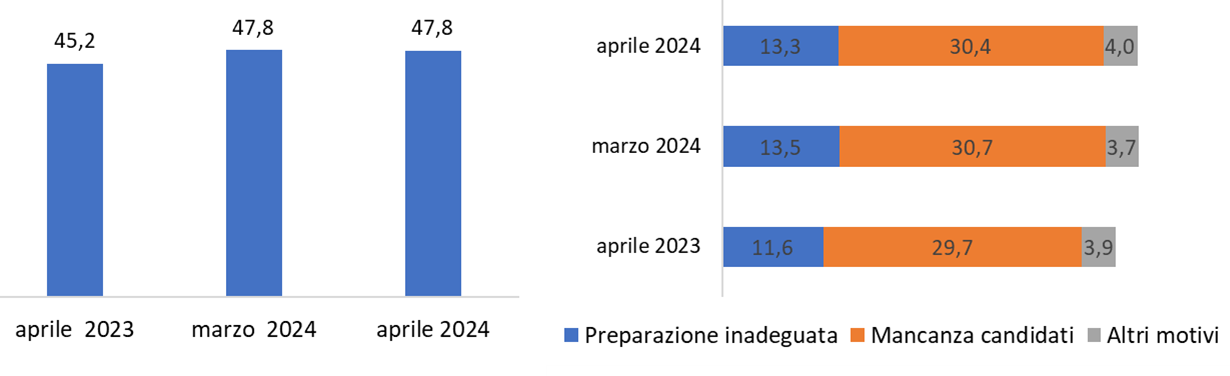 45,2
47,8
47,8
aprile 2023
marzo 2024
aprile 2024
aprile 2024
13,3
30,4
4,0
marzo 2024
13,5
30,7
3,7
aprile 2023
11,6
29,7
3,9
Preparazione inadeguata
Mancanza candidati
Altri motivi